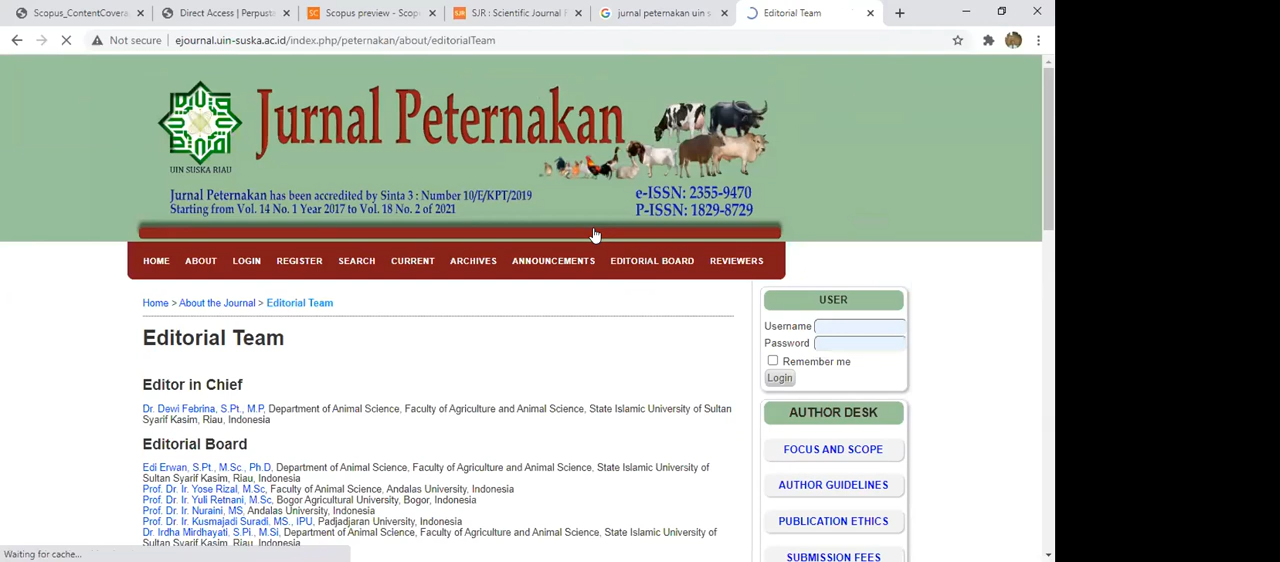 Scopus_ContentCovera
Direct Access | Perpusta
Scopus preview - Scop
SJR : Scientific Journal
jurnal peternakan uin s
Editorial Team
Not secure
ejournal.uin-suska.ac.id/index.php/peternakan/about/editorialTeam
Jurnal Peternakan
UIN SUSKA RIAU
Jurnal Peternakan has been accredited by Sinta 3 : Number 10/E/KPT/2019
Starting from Vol. 14 No. 1 Year 2017 to Vol. 18 No. 2 of 2021
e-ISSN: 2355-9470
P-ISSN: 1829-8729
HOME ABOUT LOGIN REGISTER SEARCH CURRENT ARCHIVES ANNOUNCEMENTS EDITORIAL BOARD REVIEWERS
Home > About the Journal > Editorial Team
Editorial Team
Editor in Chief
Dr. Dewi Febrina, S.Pt., M.P, Department of Animal Science, Faculty of Agriculture and Animal Science, State Islamic University of Sultan
Syarif Kasim, Riau, Indonesia
Editorial Board
Edi Erwan, S.Pt., M.Sc., Ph.D, Department of Animal Science, Faculty of Agriculture and Animal Science, State Islamic University of
Sultan Syarif Kasim, Riau, Indonesia
Prof. Dr. Ir. Yose Rizal, M.Sc, Faculty of Animal Science, Andalas University, Indonesia
Prof. Dr. Ir. Yuli Retnani, M.Sc, Bogor Agricultural University, Bogor, Indonesia
Prof. Dr. Ir. Nuraini, MS, Andalas University, Indonesia
Prof. Dr. Ir. Kusmajadi Suradi, MS., IPU, Padjadjaran University, Indonesia
Dr. Irdha Mirdhayati, S.Pi., M.Si, Department of Animal Science, Faculty of Agriculture and Animal Science, State Islamic University of
Sultan Syarif Kasim, Riau, Indonesia
USER
Username
Password
Remember me
Login
AUTHOR DESK
FOCUS AND SCOPE
AUTHOR GUIDELINES
PUBLICATION ETHICS
SUBMISSION FEES
Waiting for cache...